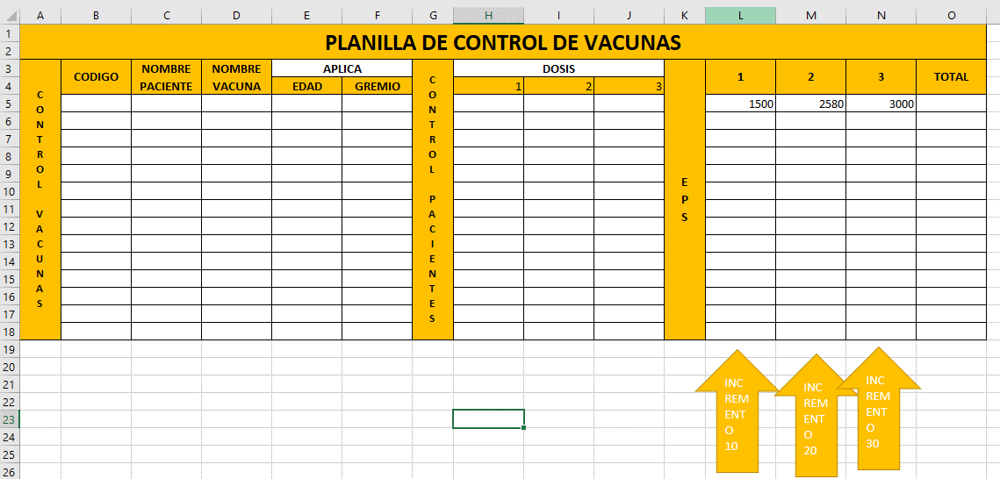 A B C D E F G H I J K L M N O
1 PLANILLA DE CONTROL DE VACUNAS
2
3 CODIGO NOMBRE PACIENTE NOMBRE VACUNA APLICA DOSIS 1 2 3 TOTAL
4 EDAD GREMIO 1 2 3
CONTROL VACUNAS
CONTROL PACIENTES
EPS
5 1500 2580 3000
6
7
8
9
10
11
12
13
14
15
16
17
18
19
20
21
22
23
24
25
26
INC
REM
ENT
O
10
INC
REM
ENT
O
20
INC
REM
ENT
O
30